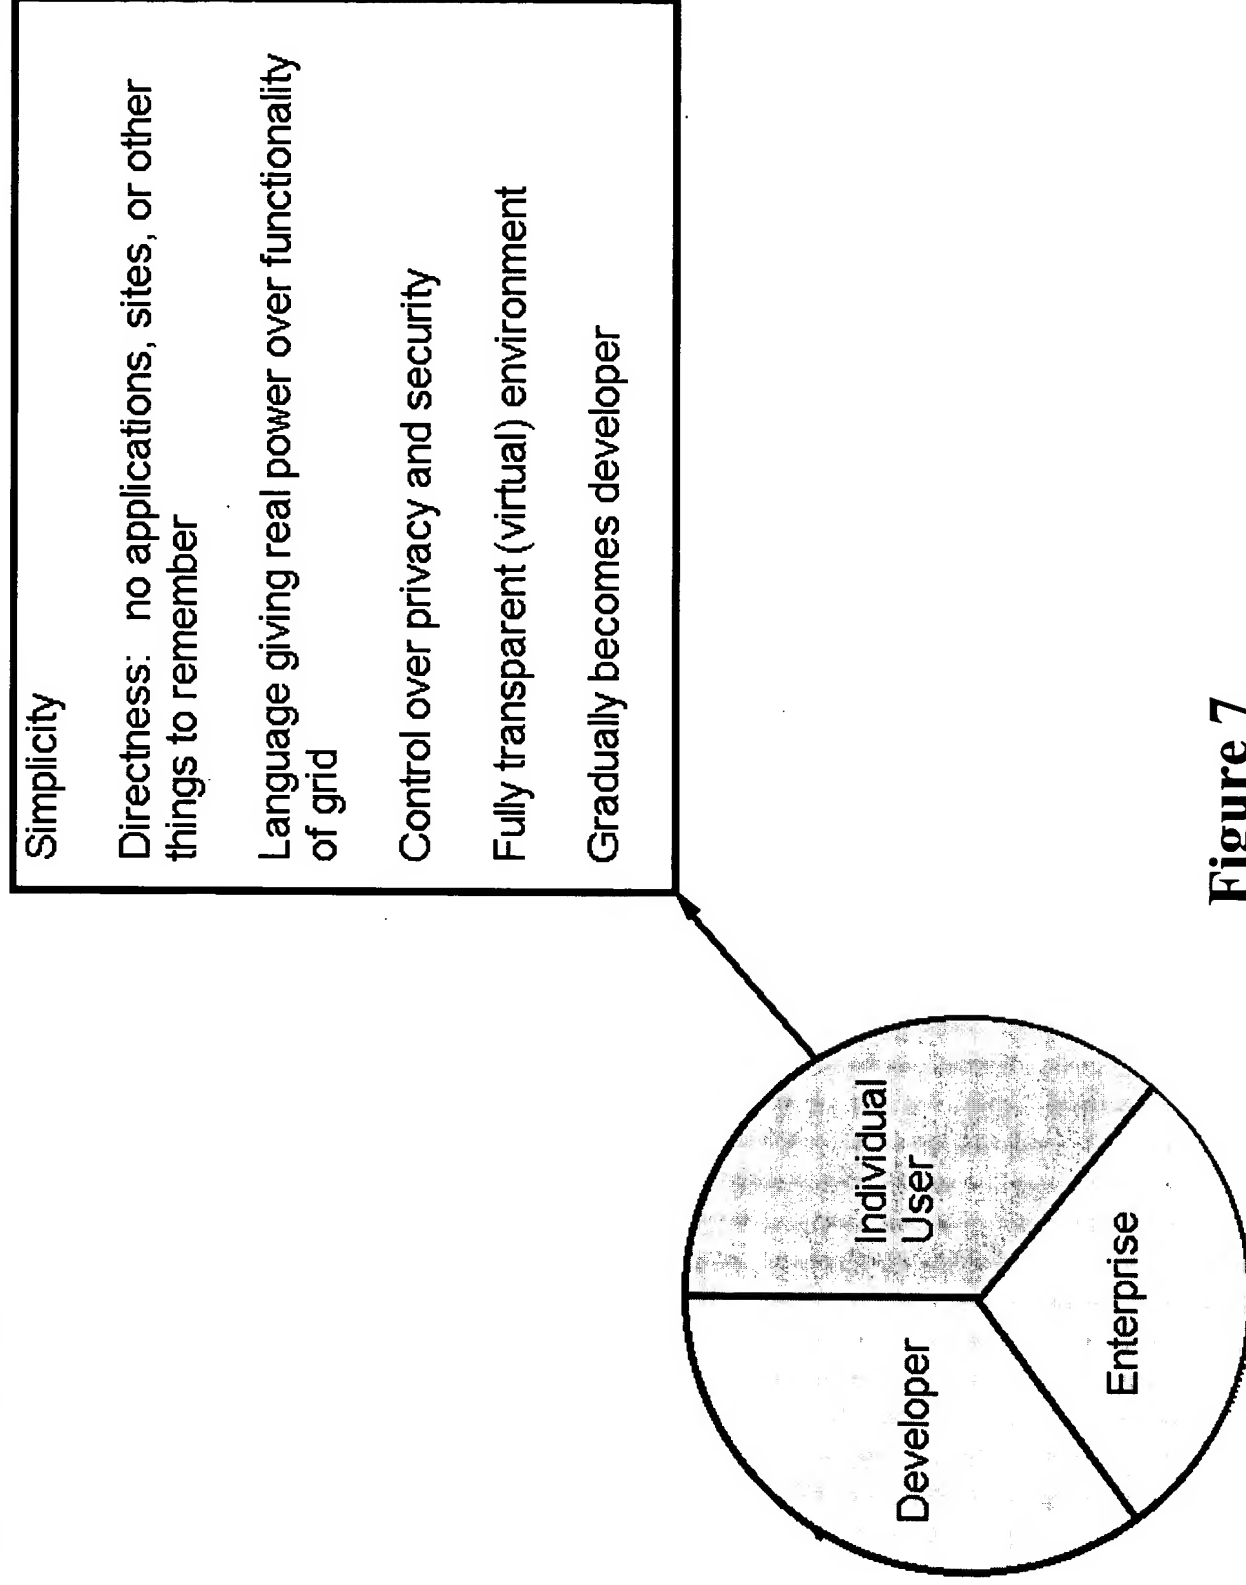 Simplicity
Directness: no applications, sites, or other
things to remember
Language giving real power over functionality
of grid
Control over privacy and security
Fully transparent (virtual) environment
Gradually becomes developer
Individual
User
Developer
Enterprise
Figure 7